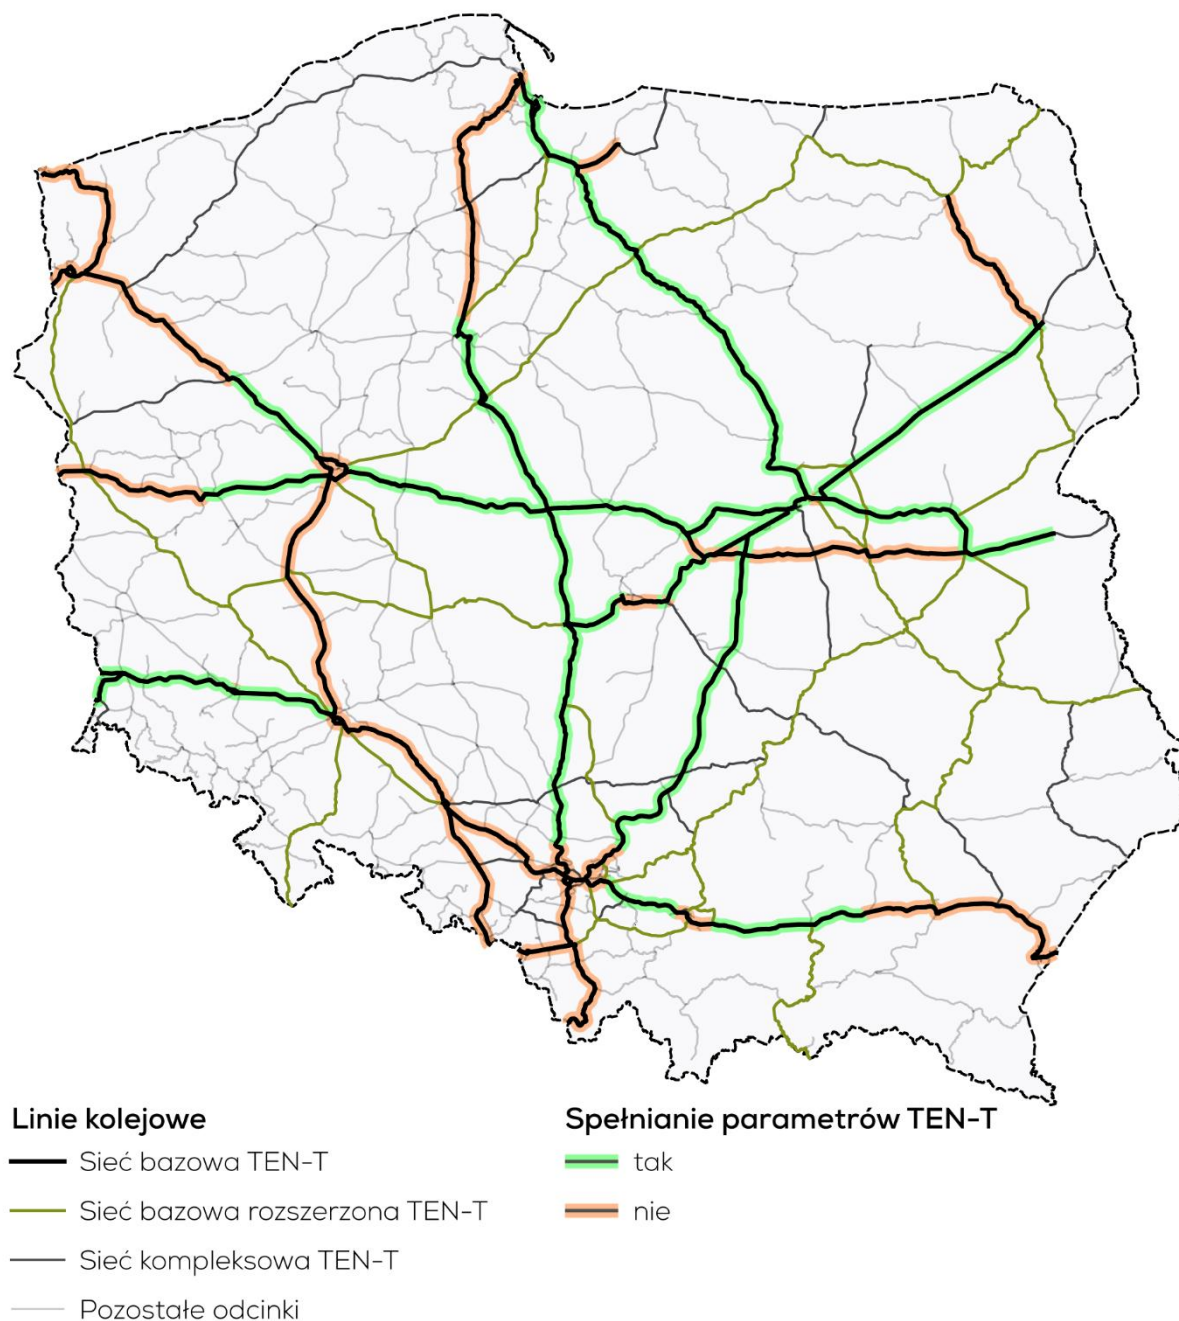 Linie kolejowe
Sieć bazowa TEN-T
Sieć bazowa rozszerzona TEN-T
Sieć kompleksowa TEN-T
Pozostałe odcinki
Spełnianie parametrów TEN-T
tak
nie